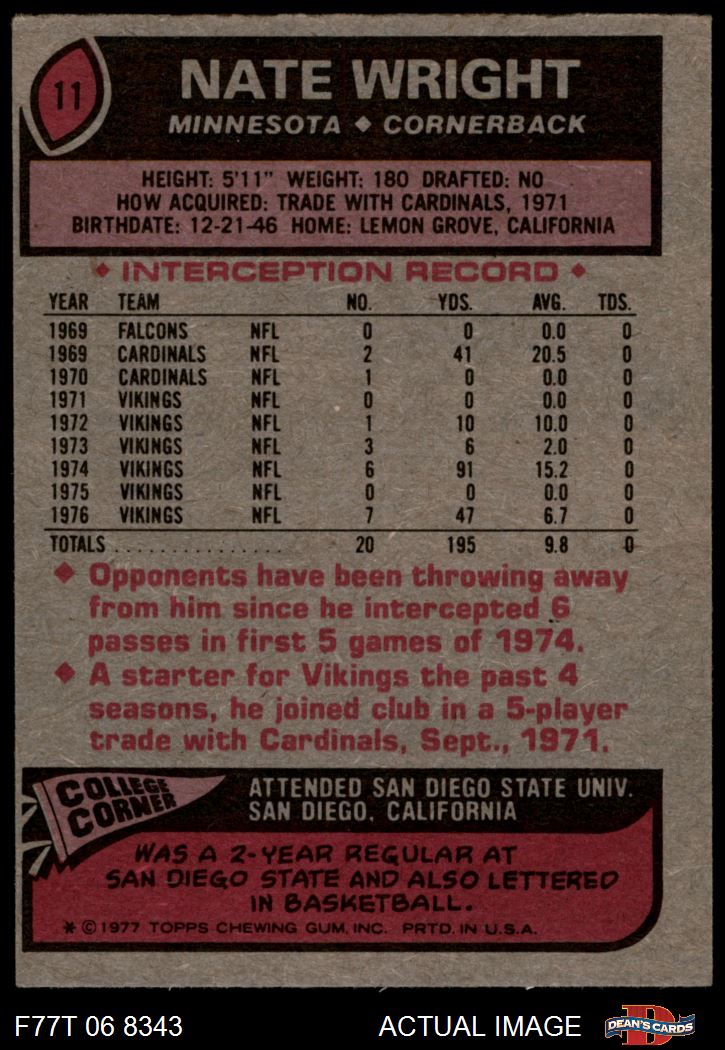 11
NATE WRIGHT
MINNESOTA ◆ CORNERBACK
HEIGHT: 5'11" WEIGHT: 180 DRAFTED: NO
HOW ACQUIRED: TRADE WITH CARDINALS, 1971
BIRTHDATE: 12-21-46 HOME: LEMON GROVE, CALIFORNIA
◆ INTERCEPTION RECORD ◆
YEAR TEAM NO. YDS. AVG. TDS.
1969 FALCONS NFL 0 0 0.0 0
1969 CARDINALS NFL 2 41 20.5 0
1970 CARDINALS NFL 1 0 0.0 0
1971 VIKINGS NFL 0 0 0.0 0
1972 VIKINGS NFL 1 10 10.0 0
1973 VIKINGS NFL 3 6 2.0 0
1974 VIKINGS NFL 6 91 15.2 0
1975 VIKINGS NFL 0 0 0.0 0
1976 VIKINGS NFL 7 47 6.7 0
TOTALS ................ 20 195 9.8 0
◆ Opponents have been throwing away
from him since he intercepted 6
passes in first 5 games of 1974.
◆ A starter for Vikings the past 4
seasons, he joined club in a 5-player
trade with Cardinals, Sept., 1971.
COLLEGE
CORNER
ATTENDED SAN DIEGO STATE UNIV.
SAN DIEGO, CALIFORNIA
WAS A 2-YEAR REGULAR AT
SAN DIEGO STATE AND ALSO LETTERED
IN BASKETBALL.
* © 1977 TOPPS CHEWING GUM, INC. PRTD. IN U.S.A.
F77T 06 8343
ACTUAL IMAGE
D
DEAN'S CARDS